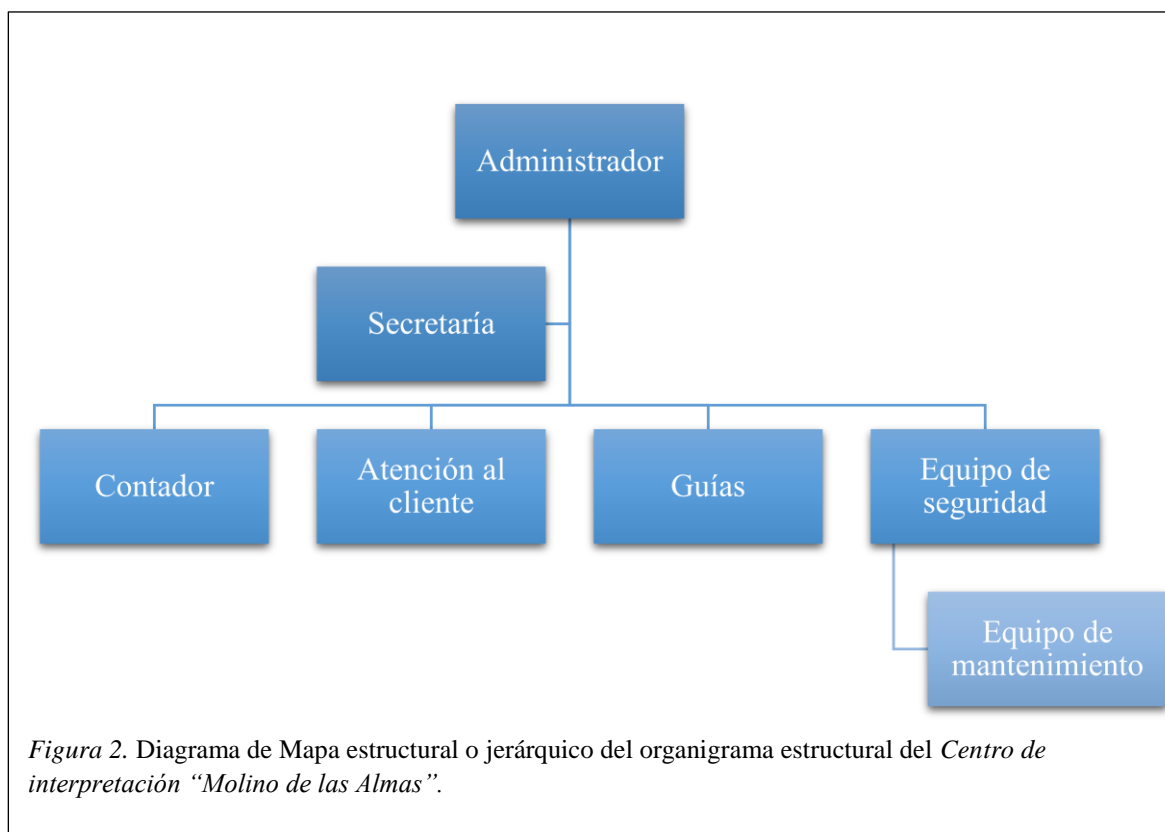 Administrador
Secretaría
Contador
Atención al
cliente
Guías
Equipo de
seguridad
Equipo de
mantenimiento
Figura 2. Diagrama de Mapa estructural o jerárquico del organigrama estructural del Centro de
interpretación “Molino de las Almas”.